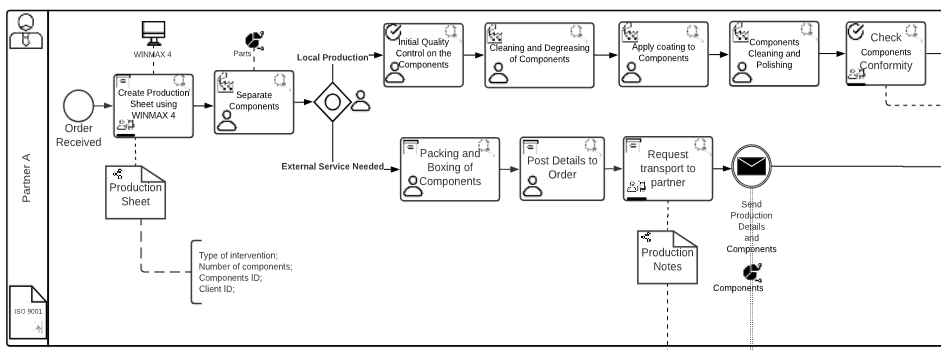 Partner A
ISO 9001
Order
Received
WINMAX 4
Create Production
Sheet using
WINMAX 4
Production
Sheet
Type of intervention;
Number of components;
Components ID;
Client ID;
Parts
Separate
Components
Local Production
External Service Needed
Initial Quality
Control on the
Components
Cleaning and Degreasing
of Components
Apply coating to
Components
Components
Cleaning and
Polishing
Check
Components
Conformity
Packing and
Boxing of
Components
Post Details to
Order
Request
transport to
partner
Production
Notes
Send
Production
Details
and
Components
Components